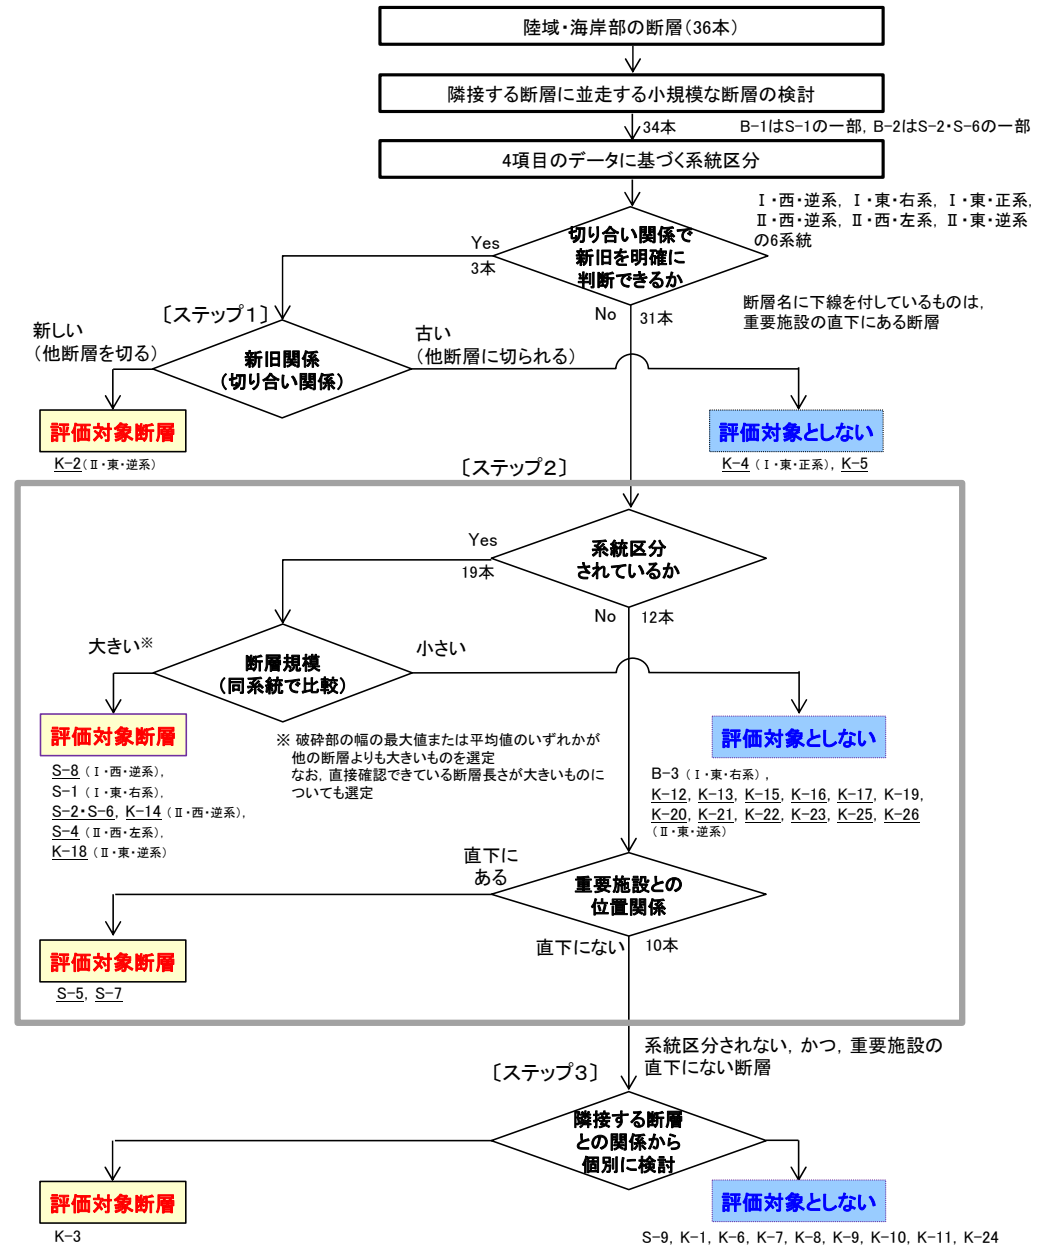 陸域・海岸部の断層(36本)
隣接する断層に並走する小規模な断層の検討
34本
B-1はS-1の一部, B-2はS-2・S-6の一部
4項目のデータに基づく系統区分
Ⅰ・西・逆系, Ⅰ・東・右系, Ⅰ・東・正系,
Ⅱ・西・逆系, Ⅱ・西・左系, Ⅱ・東・逆系
の6系統
切り合い関係で
新旧を明確に
判断できるか
Yes
3本
No
31本
断層名に下線を付しているものは,
重要施設の直下にある断層
〔ステップ1〕
新しい
(他断層を切る)
新旧関係
(切り合い関係)
古い
(他断層に切られる)
評価対象断層
K-2(Ⅱ・東・逆系)
評価対象としない
K-4 (Ⅰ・東・正系), K-5
〔ステップ2〕
系統区分
されているか
Yes
19本
No
12本
大きい※
断層規模
(同系統で比較)
小さい
評価対象断層
S-8 (Ⅰ・西・逆系),
S-1 (Ⅰ・東・右系),
S-2・S-6, K-14 (Ⅱ・西・逆系),
S-4 (Ⅱ・西・左系),
K-18 (Ⅱ・東・逆系)
※ 破砕部の幅の最大値または平均値のいずれかが
他の断層よりも大きいものを選定
なお, 直接確認できている断層長さが大きいものに
ついても選定
評価対象としない
B-3 (Ⅰ・東・右系) ,
K-12, K-13, K-15, K-16, K-17, K-19,
K-20, K-21, K-22, K-23, K-25, K-26
(Ⅱ・東・逆系)
直下に
ある
重要施設との
位置関係
直下にない
10本
評価対象断層
S-5, S-7
系統区分されない, かつ, 重要施設の
直下にない断層
〔ステップ3〕
隣接する断層
との関係から
個別に検討
評価対象断層
K-3
評価対象としない
S-9, K-1, K-6, K-7, K-8, K-9, K-10, K-11, K-24